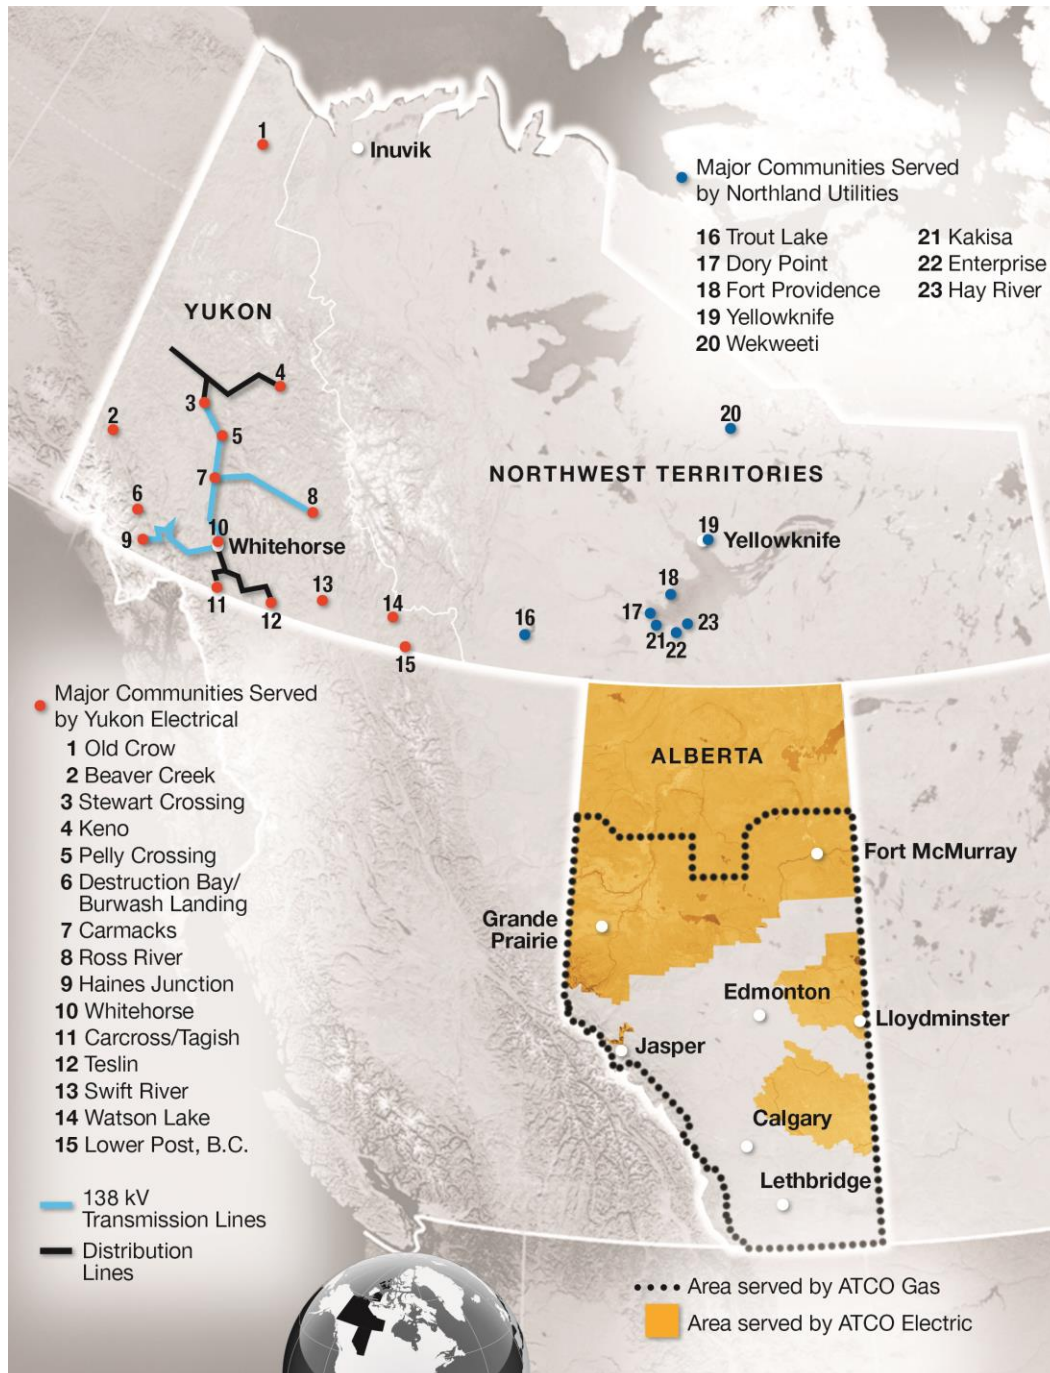 1
Inuvik
Major Communities Served
by Northland Utilities
16 Trout Lake
17 Dory Point
18 Fort Providence
19 Yellowknife
20 Wekweeti
21 Kakisa
22 Enterprise
23 Hay River
YUKON
4
3
2
5
20
7
NORTHWEST TERRITORIES
6
8
10
19
9
Whitehorse
Yellowknife
13
18
11
12
14
17
16
23
21
22
15
Major Communities Served
by Yukon Electrical
1 Old Crow
2 Beaver Creek
3 Stewart Crossing
4 Keno
5 Pelly Crossing
6 Destruction Bay/
Burwash Landing
7 Carmacks
8 Ross River
9 Haines Junction
10 Whitehorse
11 Carcross/Tagish
12 Teslin
13 Swift River
14 Watson Lake
15 Lower Post, B.C.
138 kV
Transmission Lines
Distribution
Lines
ALBERTA
Fort McMurray
Grande
Prairie
Edmonton
Lloydminster
Jasper
Calgary
Lethbridge
Area served by ATCO Gas
Area served by ATCO Electric